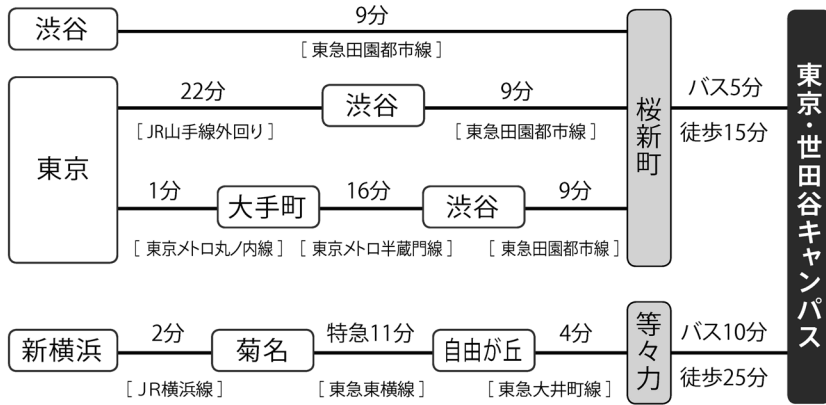 渋谷
9分
[ 東急田園都市線 ]
東京
22分
[ JR山手線外回り ]
渋谷
9分
[ 東急田園都市線 ]
1分
[ 東京メトロ丸ノ内線 ]
大手町
16分
[ 東京メトロ半蔵門線 ]
渋谷
9分
[ 東急田園都市線 ]
桜新町
バス5分
徒歩15分
新横浜
2分
[ JR横浜線 ]
菊名
特急11分
[ 東急東横線 ]
自由が丘
4分
[ 東急大井町線 ]
等々力
バス10分
徒歩25分
東京・世田谷キャンパス